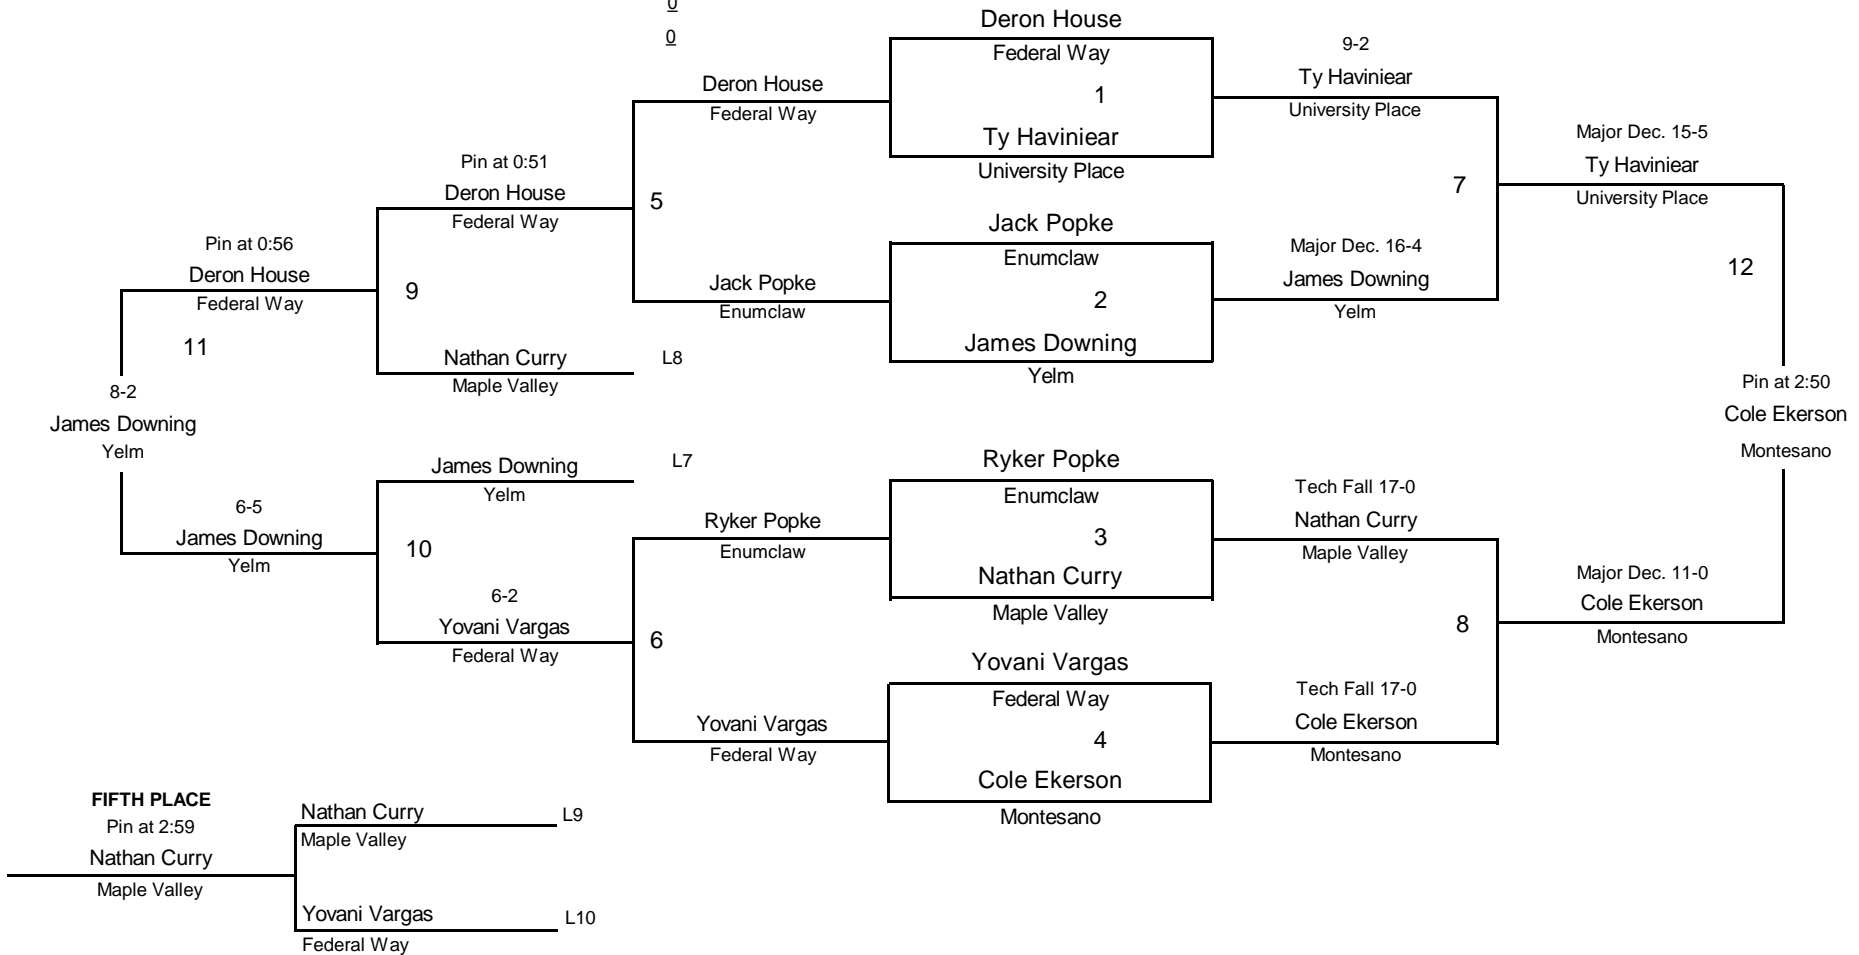 0
0
Deron House
Federal Way
1
Ty Haviniear
University Place
9-2
Ty Haviniear
University Place
Deron House
Federal Way
Major Dec. 15-5
Ty Haviniear
University Place
Pin at 0:51
Deron House
Federal Way
5
7
Jack Popke
Enumclaw
2
James Downing
Yelm
Major Dec. 16-4
James Downing
Yelm
Pin at 0:56
Deron House
Federal Way
9
Jack Popke
Enumclaw
12
11
Nathan Curry
Maple Valley
L8
8-2
James Downing
Yelm
Pin at 2:50
Cole Ekerson
Montesano
James Downing
Yelm
L7
Ryker Popke
Enumclaw
3
Nathan Curry
Maple Valley
Tech Fall 17-0
Nathan Curry
Maple Valley
6-5
James Downing
Yelm
10
Ryker Popke
Enumclaw
Major Dec. 11-0
Cole Ekerson
Montesano
6-2
Yovani Vargas
Federal Way
6
8
Yovani Vargas
Federal Way
4
Cole Ekerson
Montesano
Tech Fall 17-0
Cole Ekerson
Montesano
Yovani Vargas
Federal Way
FIFTH PLACE
Pin at 2:59
Nathan Curry
Maple Valley
Nathan Curry
Maple Valley
L9
Yovani Vargas
Federal Way
L10